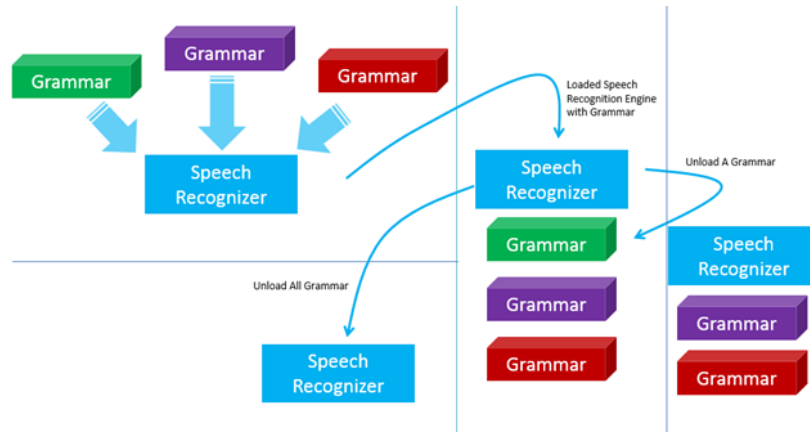 Grammar
Grammar
Grammar
Speech
Recognizer
Loaded Speech
Recognition Engine
with Grammar
Speech
Recognizer
Grammar
Grammar
Grammar
Unload A Grammar
Speech
Recognizer
Grammar
Grammar
Unload All Grammar
Speech
Recognizer